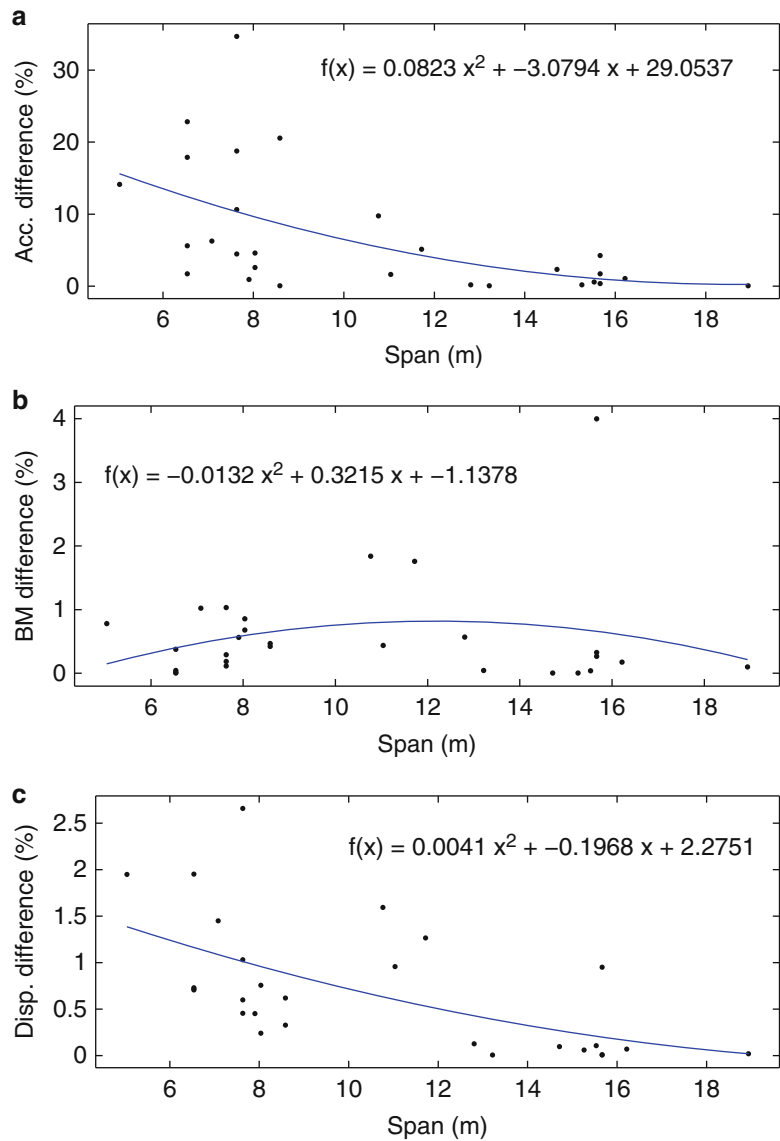 a
f(x) = 0.0823 x² + −3.0794 x + 29.0537
Acc. difference (%)
30
20
10
0
6 8 10 12 14 16 18
Span (m)
b
f(x) = −0.0132 x² + 0.3215 x + −1.1378
BM difference (%)
4
3
2
1
0
6 8 10 12 14 16 18
Span (m)
c
f(x) = 0.0041 x² + −0.1968 x + 2.2751
Disp. difference (%)
2.5
2
1.5
1
0.5
0
6 8 10 12 14 16 18
Span (m)